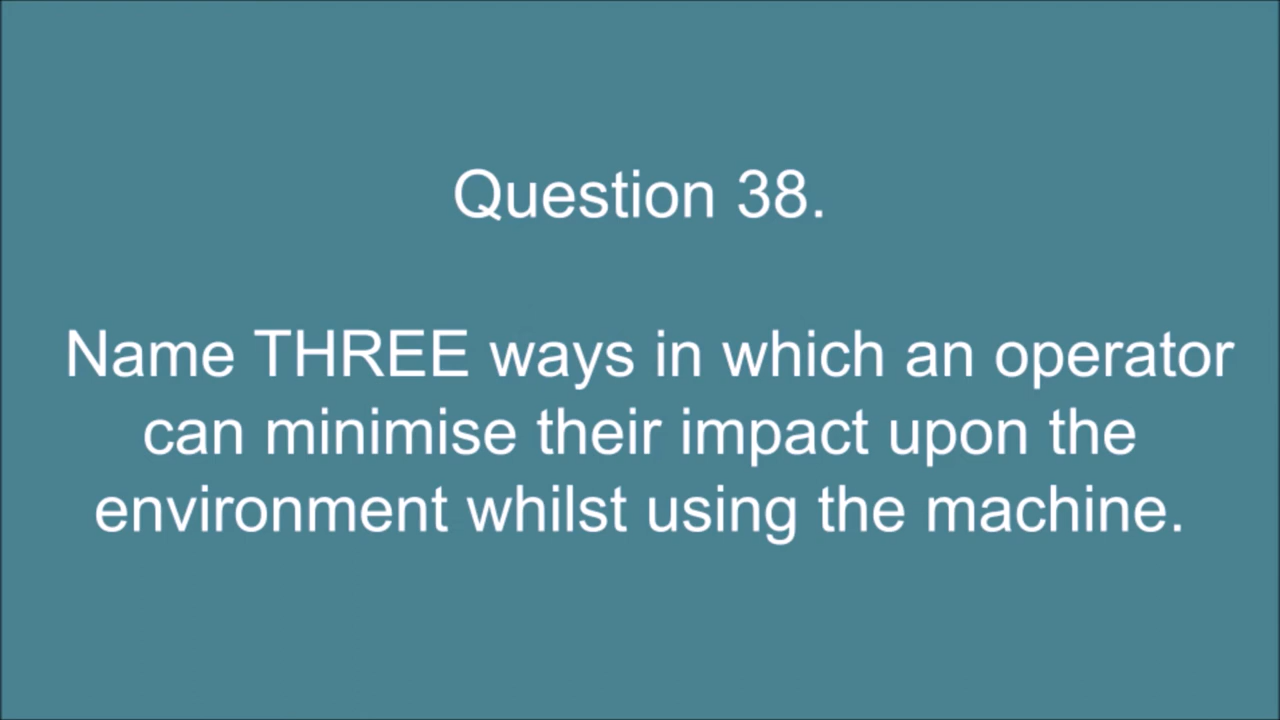 Question 38.
Name THREE ways in which an operator
can minimise their impact upon the
environment whilst using the machine.